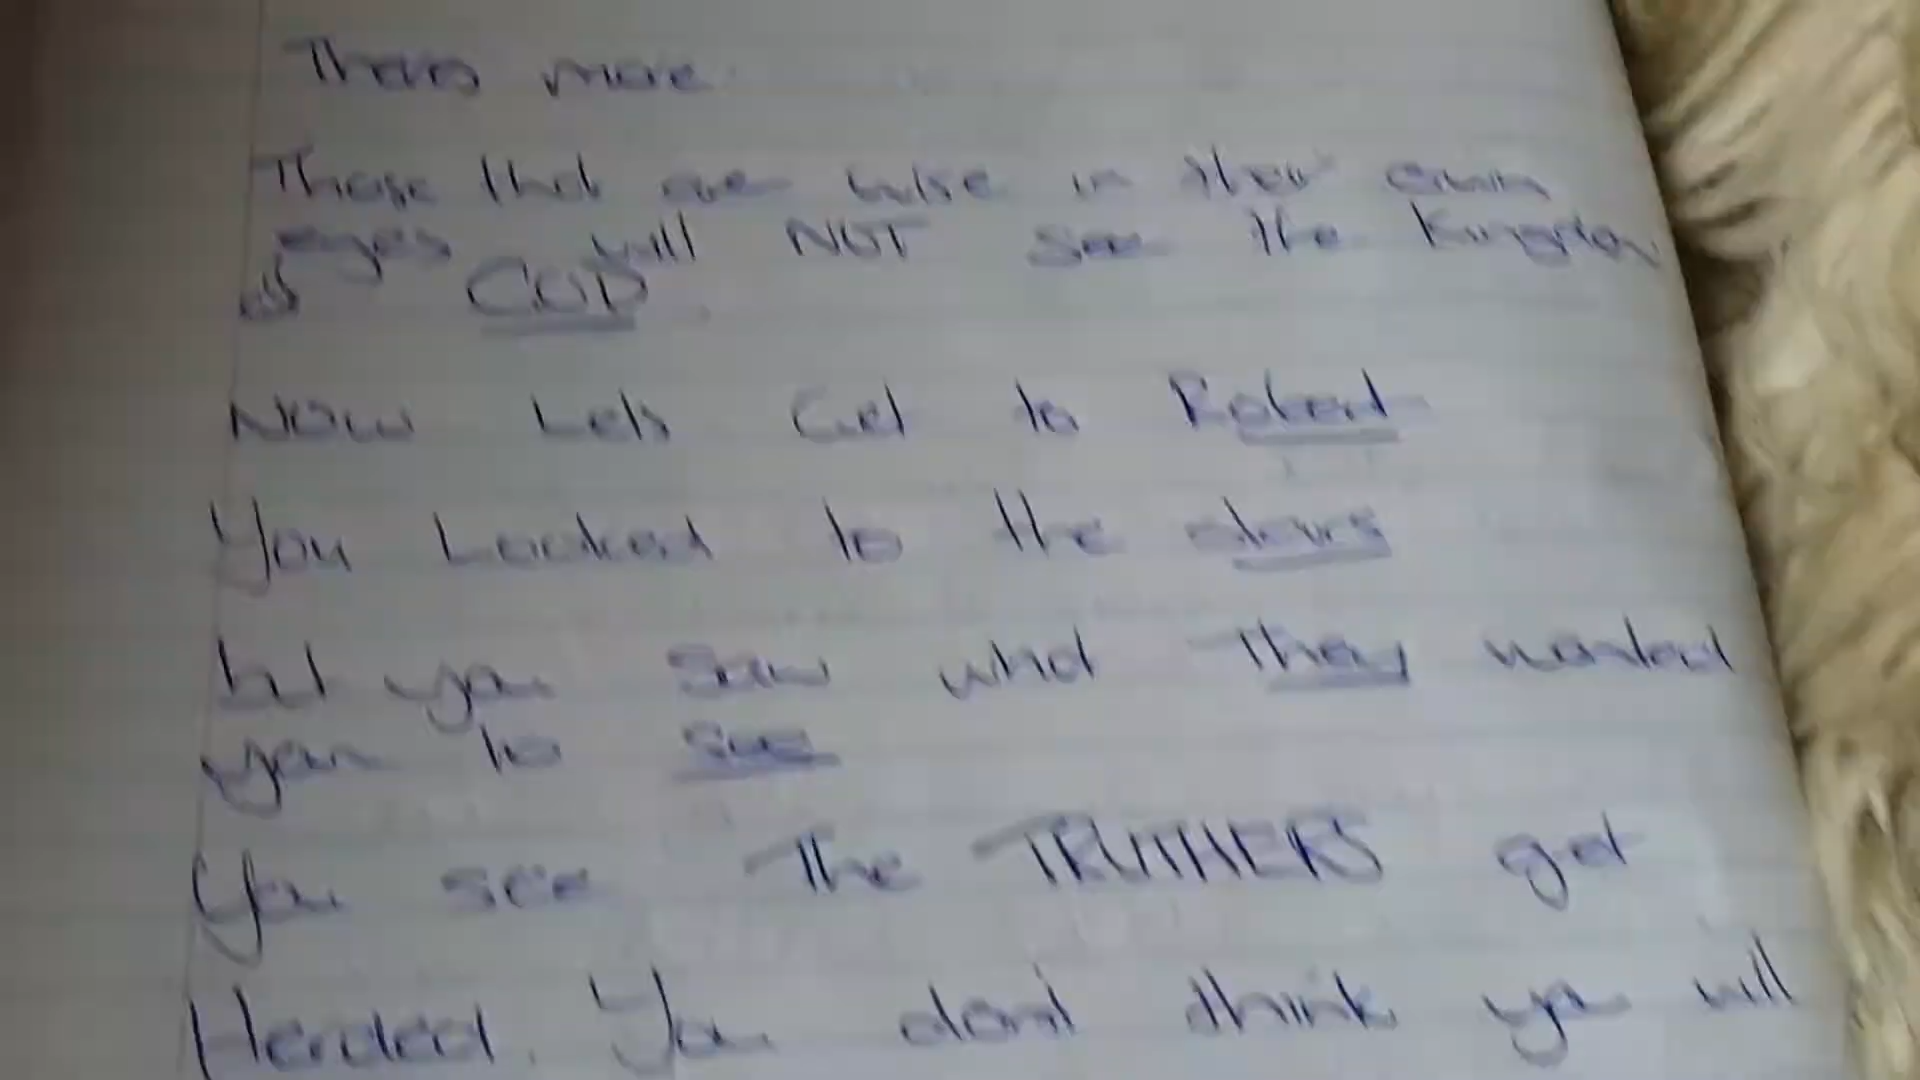 Theres more.
Those that are wise in their own
eyes will NOT see the Kingdom
of GOD.
Now Lets Get to Robert
You Looked to the stars
but you saw what They wanted
you to see
You see The TRUTHERS get
Herded. You dont think you will